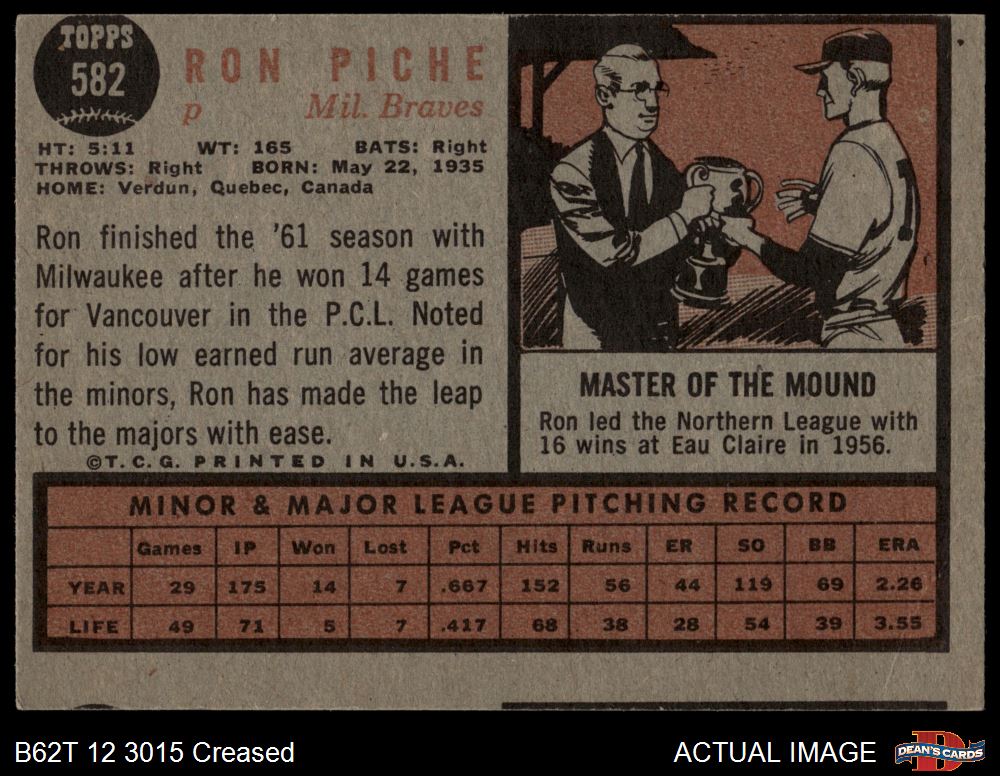 TOPPS
582
RON PICHE
p Mil. Braves
HT: 5:11 WT: 165 BATS: Right
THROWS: Right BORN: May 22, 1935
HOME: Verdun, Quebec, Canada
Ron finished the '61 season with
Milwaukee after he won 14 games
for Vancouver in the P.C.L. Noted
for his low earned run average in
the minors, Ron has made the leap
to the majors with ease.
©T.C.G. PRINTED IN U.S.A.
MASTER OF THE MOUND
Ron led the Northern League with
16 wins at Eau Claire in 1956.
MINOR & MAJOR LEAGUE PITCHING RECORD
Games IP Won Lost Pct Hits Runs ER SO BB ERA
YEAR 29 175 14 7 .667 152 56 44 119 69 2.26
LIFE 49 71 5 7 .417 68 38 28 54 39 3.55
B62T 12 3015 Creased
ACTUAL IMAGE
DEAN'S CARDS